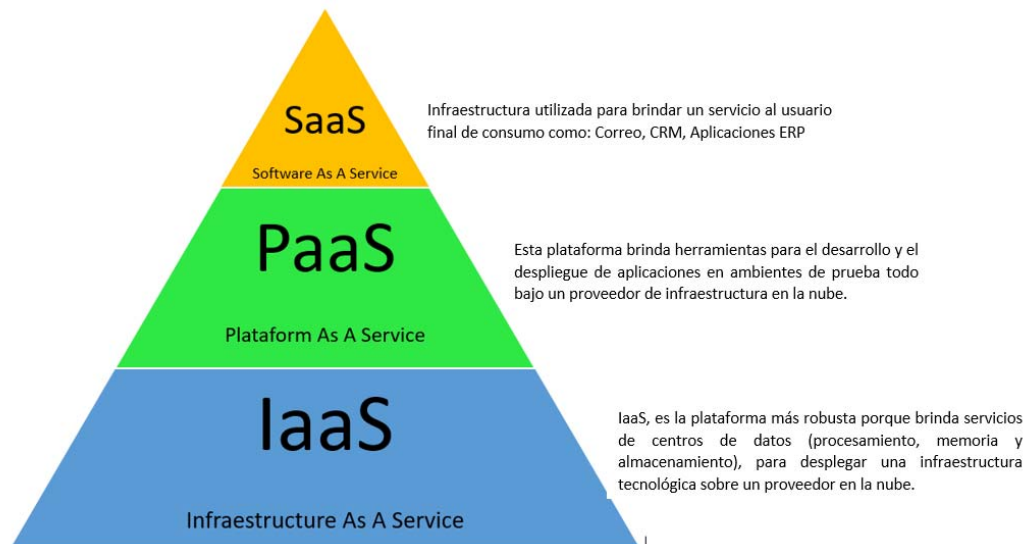 SaaS
Software As A Service
Infraestructura utilizada para brindar un servicio al usuario
final de consumo como: Correo, CRM, Aplicaciones ERP
PaaS
Plataform As A Service
Esta plataforma brinda herramientas para el desarrollo y el
despliegue de aplicaciones en ambientes de prueba todo
bajo un proveedor de infraestructura en la nube.
IaaS
Infraestructure As A Service
IaaS, es la plataforma más robusta porque brinda servicios
de centros de datos (procesamiento, memoria y
almacenamiento), para desplegar una infraestructura
tecnológica sobre un proveedor en la nube.